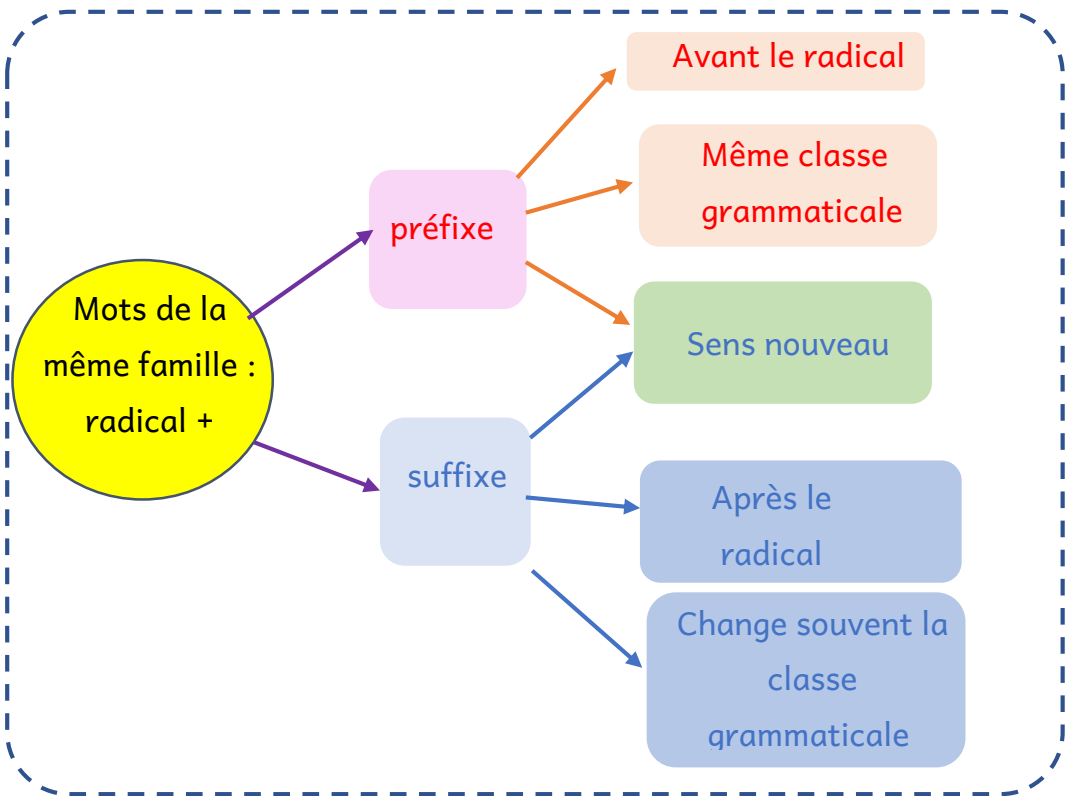 Mots de la
même famille :
radical +
préfixe
Avant le radical
Même classe
grammaticale
Sens nouveau
suffixe
Après le
radical
Change souvent la
classe
grammaticale